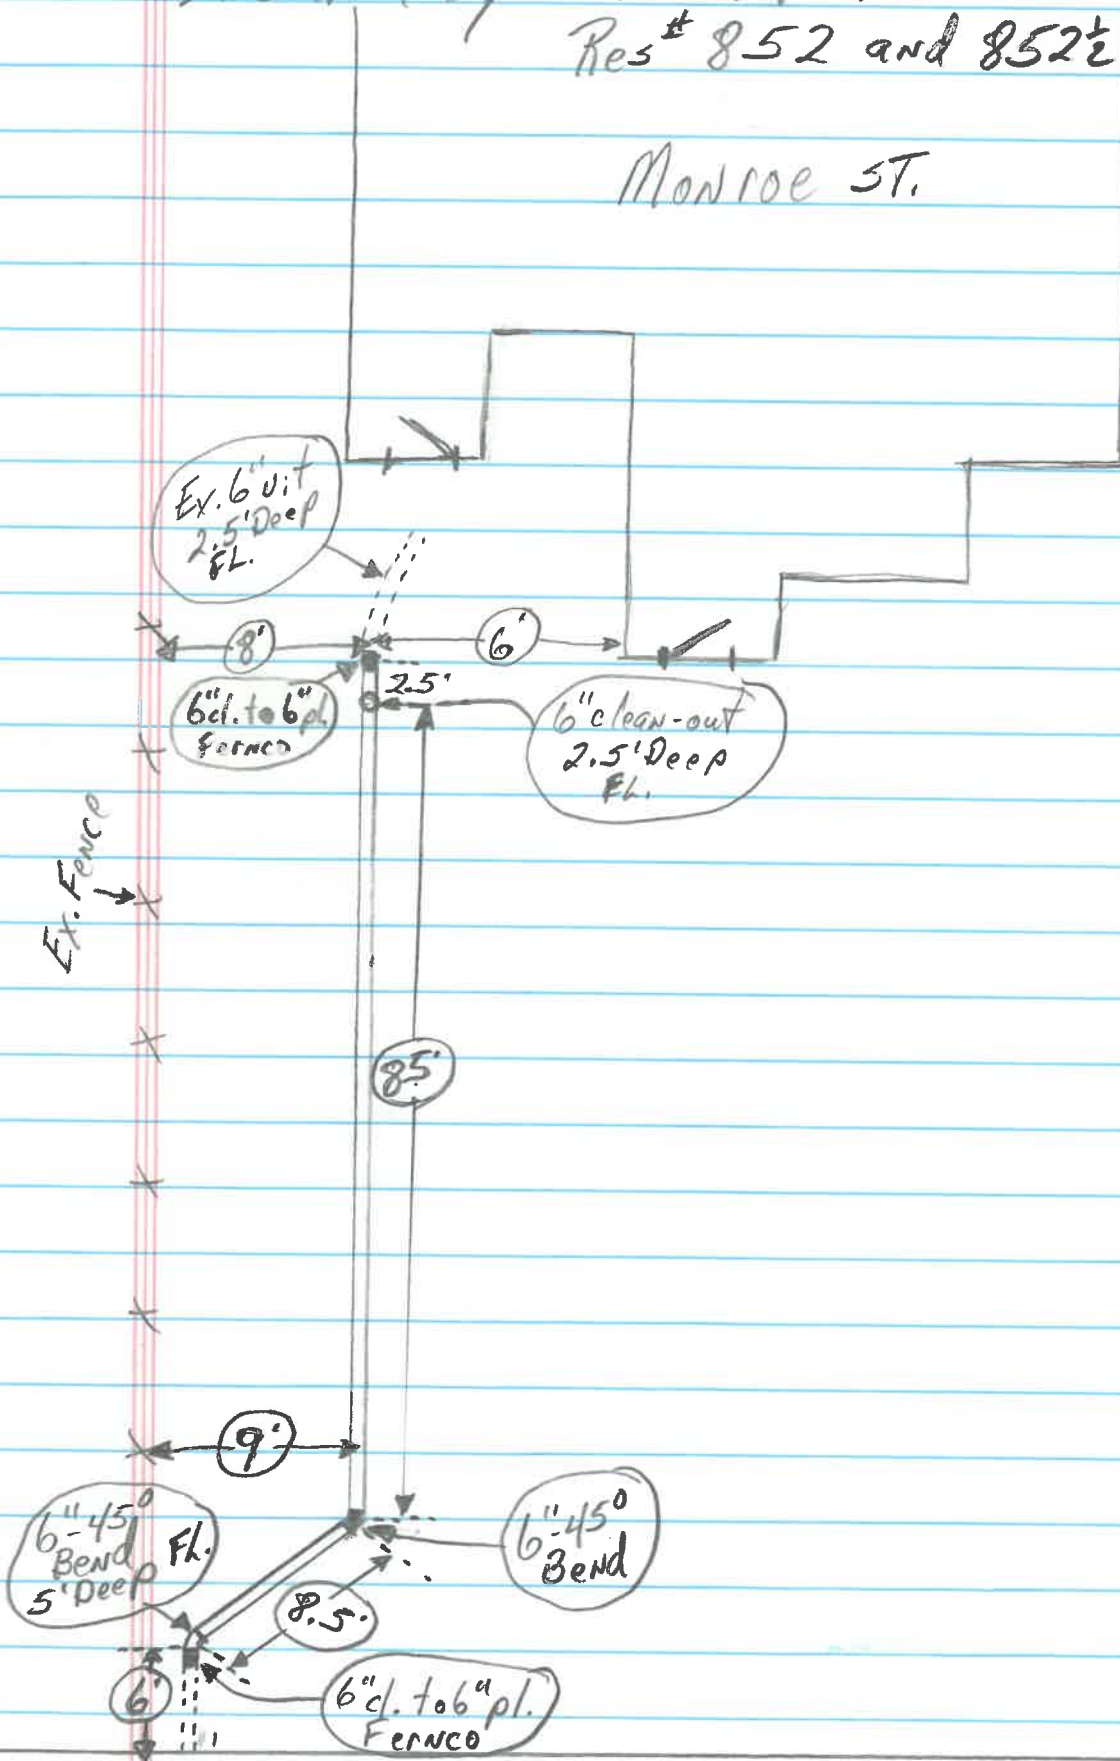 Res # 852 and 852½
Monroe ST.
Ex. 6" vit
2.5' Deep
FL.
8'
6'
2.5'
6"cl. to 6" pl.
Fernco
6" clean-out
2.5' Deep
FL.
Ex. Fence
85'
9'
6"-45°
Bend FL.
5' Deep
6"-45°
Bend
8.5'
6'
6"cl. to 6" pl.
Fernco